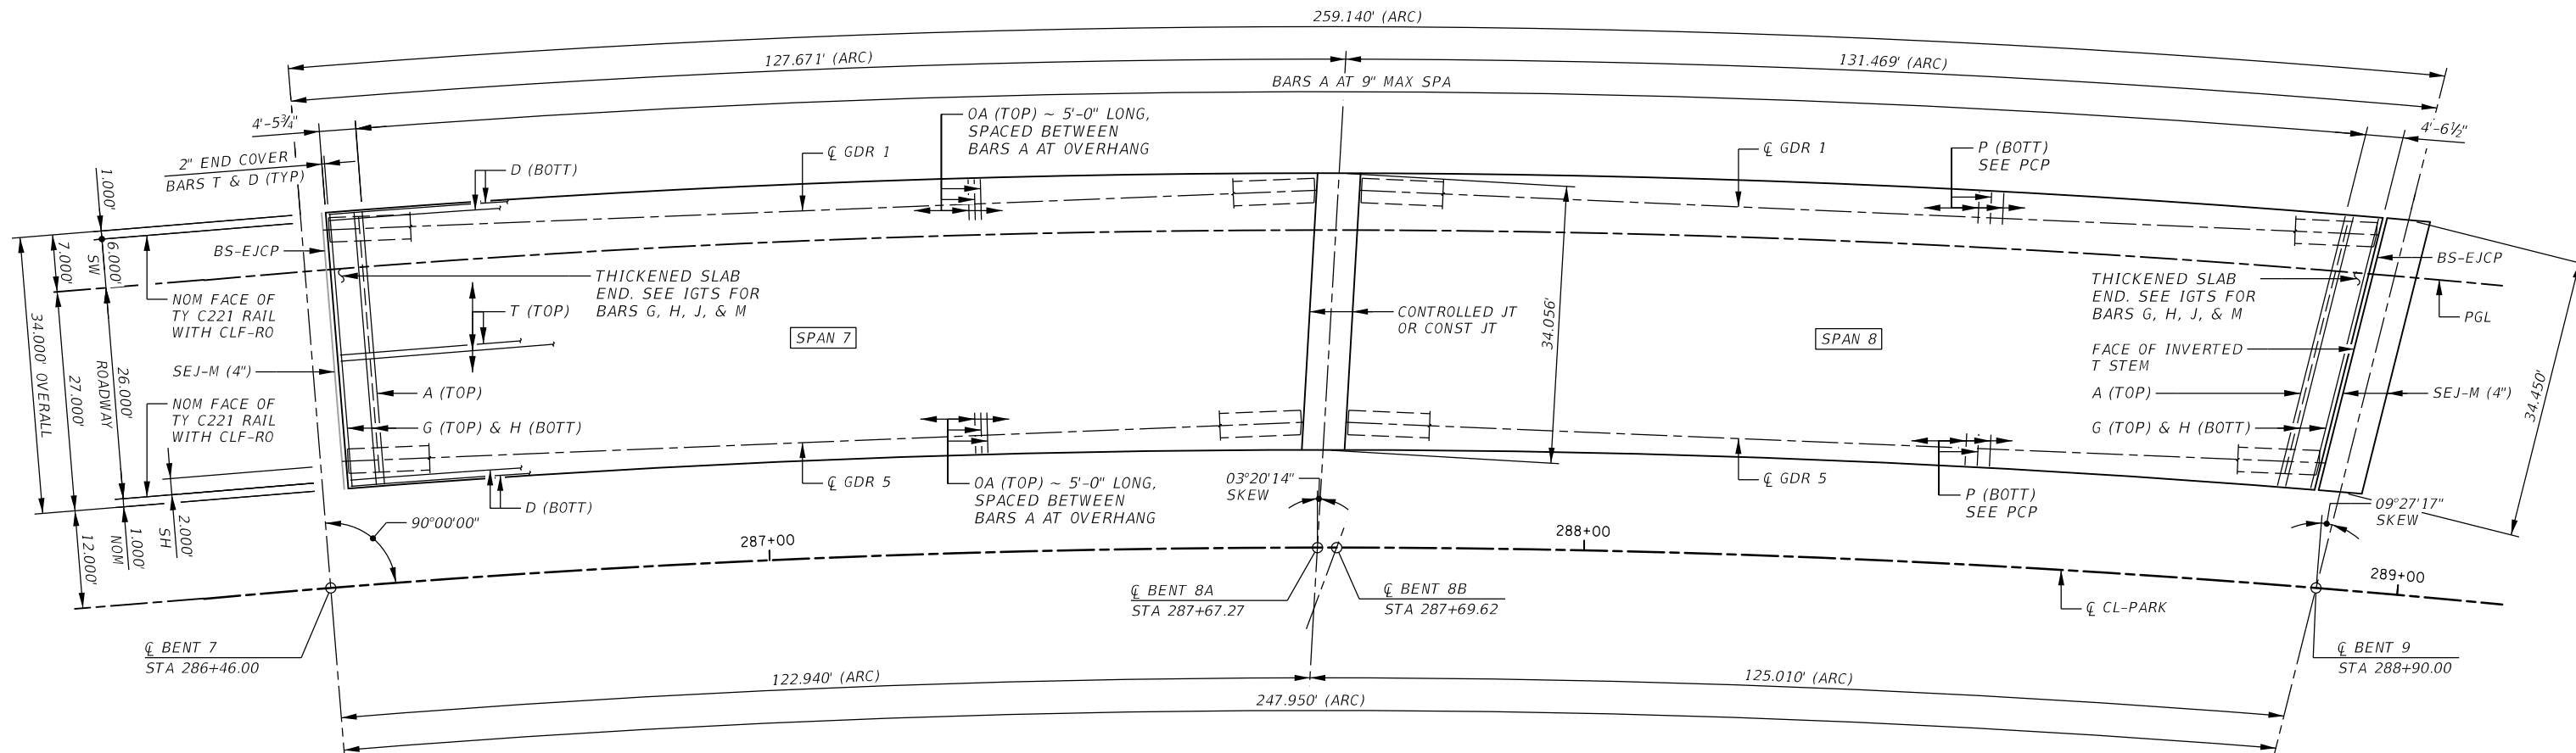 259.140' (ARC)
127.671' (ARC)
131.469' (ARC)
BARS A AT 9" MAX SPA
4'-5¾"
4'-6½"
2" END COVER
BARS T & D (TYP)
D (BOTT)
℄ GDR 1
OA (TOP) ~ 5'-0" LONG,
SPACED BETWEEN
BARS A AT OVERHANG
℄ GDR 1
P (BOTT)
SEE PCP
1.000'
6.000'
SW
7.000'
34.000' OVERALL
27.000'
26.000'
ROADWAY
2.000'
SH
1.000'
NOM
12.000'
BS-EJCP
NOM FACE OF
TY C221 RAIL
WITH CLF-RO
SEJ-M (4")
NOM FACE OF
TY C221 RAIL
WITH CLF-RO
THICKENED SLAB
END. SEE IGTS FOR
BARS G, H, J, & M
T (TOP)
SPAN 7
A (TOP)
G (TOP) & H (BOTT)
D (BOTT)
℄ GDR 5
OA (TOP) ~ 5'-0" LONG,
SPACED BETWEEN
BARS A AT OVERHANG
CONTROLLED JT
OR CONST JT
34.056'
SPAN 8
THICKENED SLAB
END. SEE IGTS FOR
BARS G, H, J, & M
FACE OF INVERTED
T STEM
A (TOP)
G (TOP) & H (BOTT)
BS-EJCP
PGL
SEJ-M (4")
34.450'
℄ GDR 5
P (BOTT)
SEE PCP
03°20'14"
SKEW
09°27'17"
SKEW
90°00'00"
287+00
288+00
289+00
℄ BENT 7
STA 286+46.00
℄ BENT 8A
STA 287+67.27
℄ BENT 8B
STA 287+69.62
℄ CL-PARK
℄ BENT 9
STA 288+90.00
122.940' (ARC)
125.010' (ARC)
247.950' (ARC)